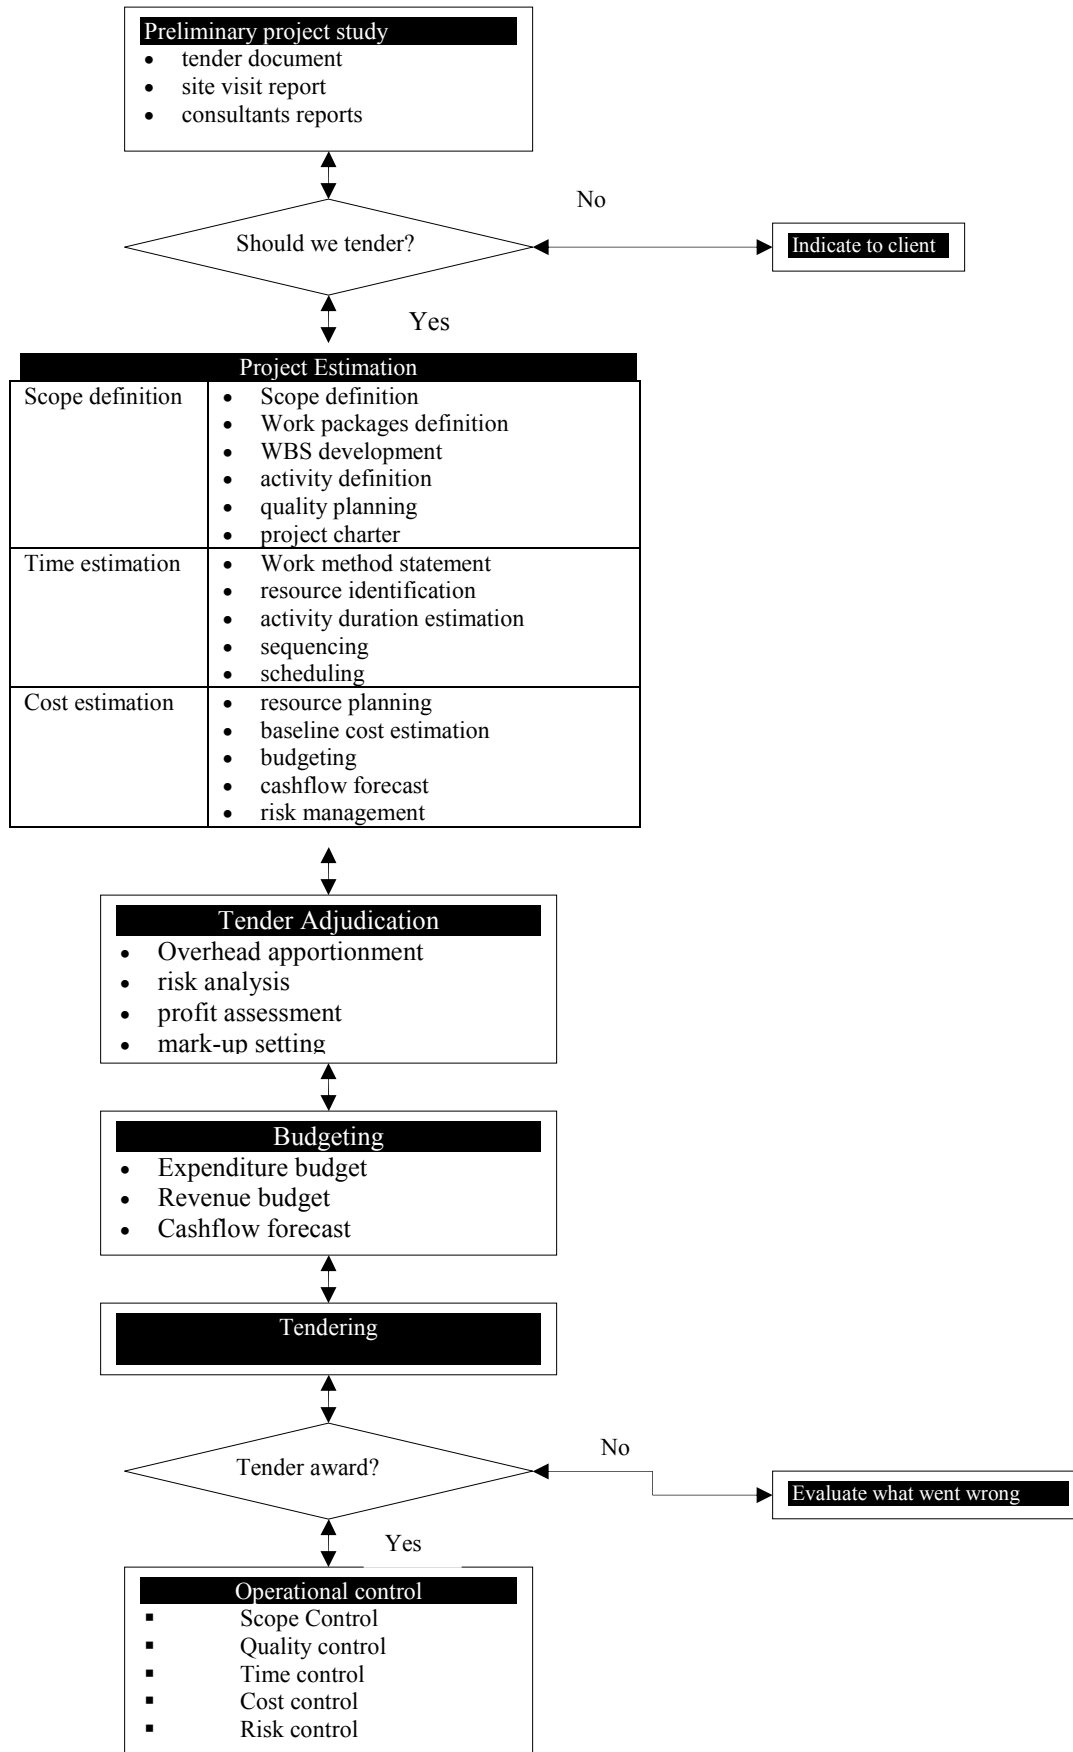 Preliminary project study
• tender document
• site visit report
• consultants reports
No
Should we tender?
Indicate to client
Yes
Project Estimation
Scope definition
• Scope definition
• Work packages definition
• WBS development
• activity definition
• quality planning
• project charter
Time estimation
• Work method statement
• resource identification
• activity duration estimation
• sequencing
• scheduling
Cost estimation
• resource planning
• baseline cost estimation
• budgeting
• cashflow forecast
• risk management
Tender Adjudication
• Overhead apportionment
• risk analysis
• profit assessment
• mark-up setting
Budgeting
• Expenditure budget
• Revenue budget
• Cashflow forecast
Tendering
No
Tender award?
Evaluate what went wrong
Yes
Operational control
▪ Scope Control
▪ Quality control
▪ Time control
▪ Cost control
▪ Risk control